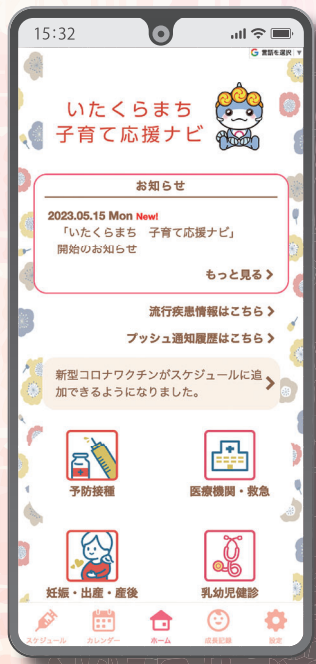 15:32
G 言語を選択 ▼
いたくらまち
子育て応援ナビ
お知らせ
2023.05.15 Mon New!
「いたくらまち　子育て応援ナビ」
開始のお知らせ
もっと見る
流行疾患情報はこちら
プッシュ通知履歴はこちら
新型コロナワクチンがスケジュールに追
加できるようになりました。
予防接種
医療機関・救急
妊娠・出産・産後
乳幼児健診
スケジュール
カレンダー
ホーム
成長記録
設定